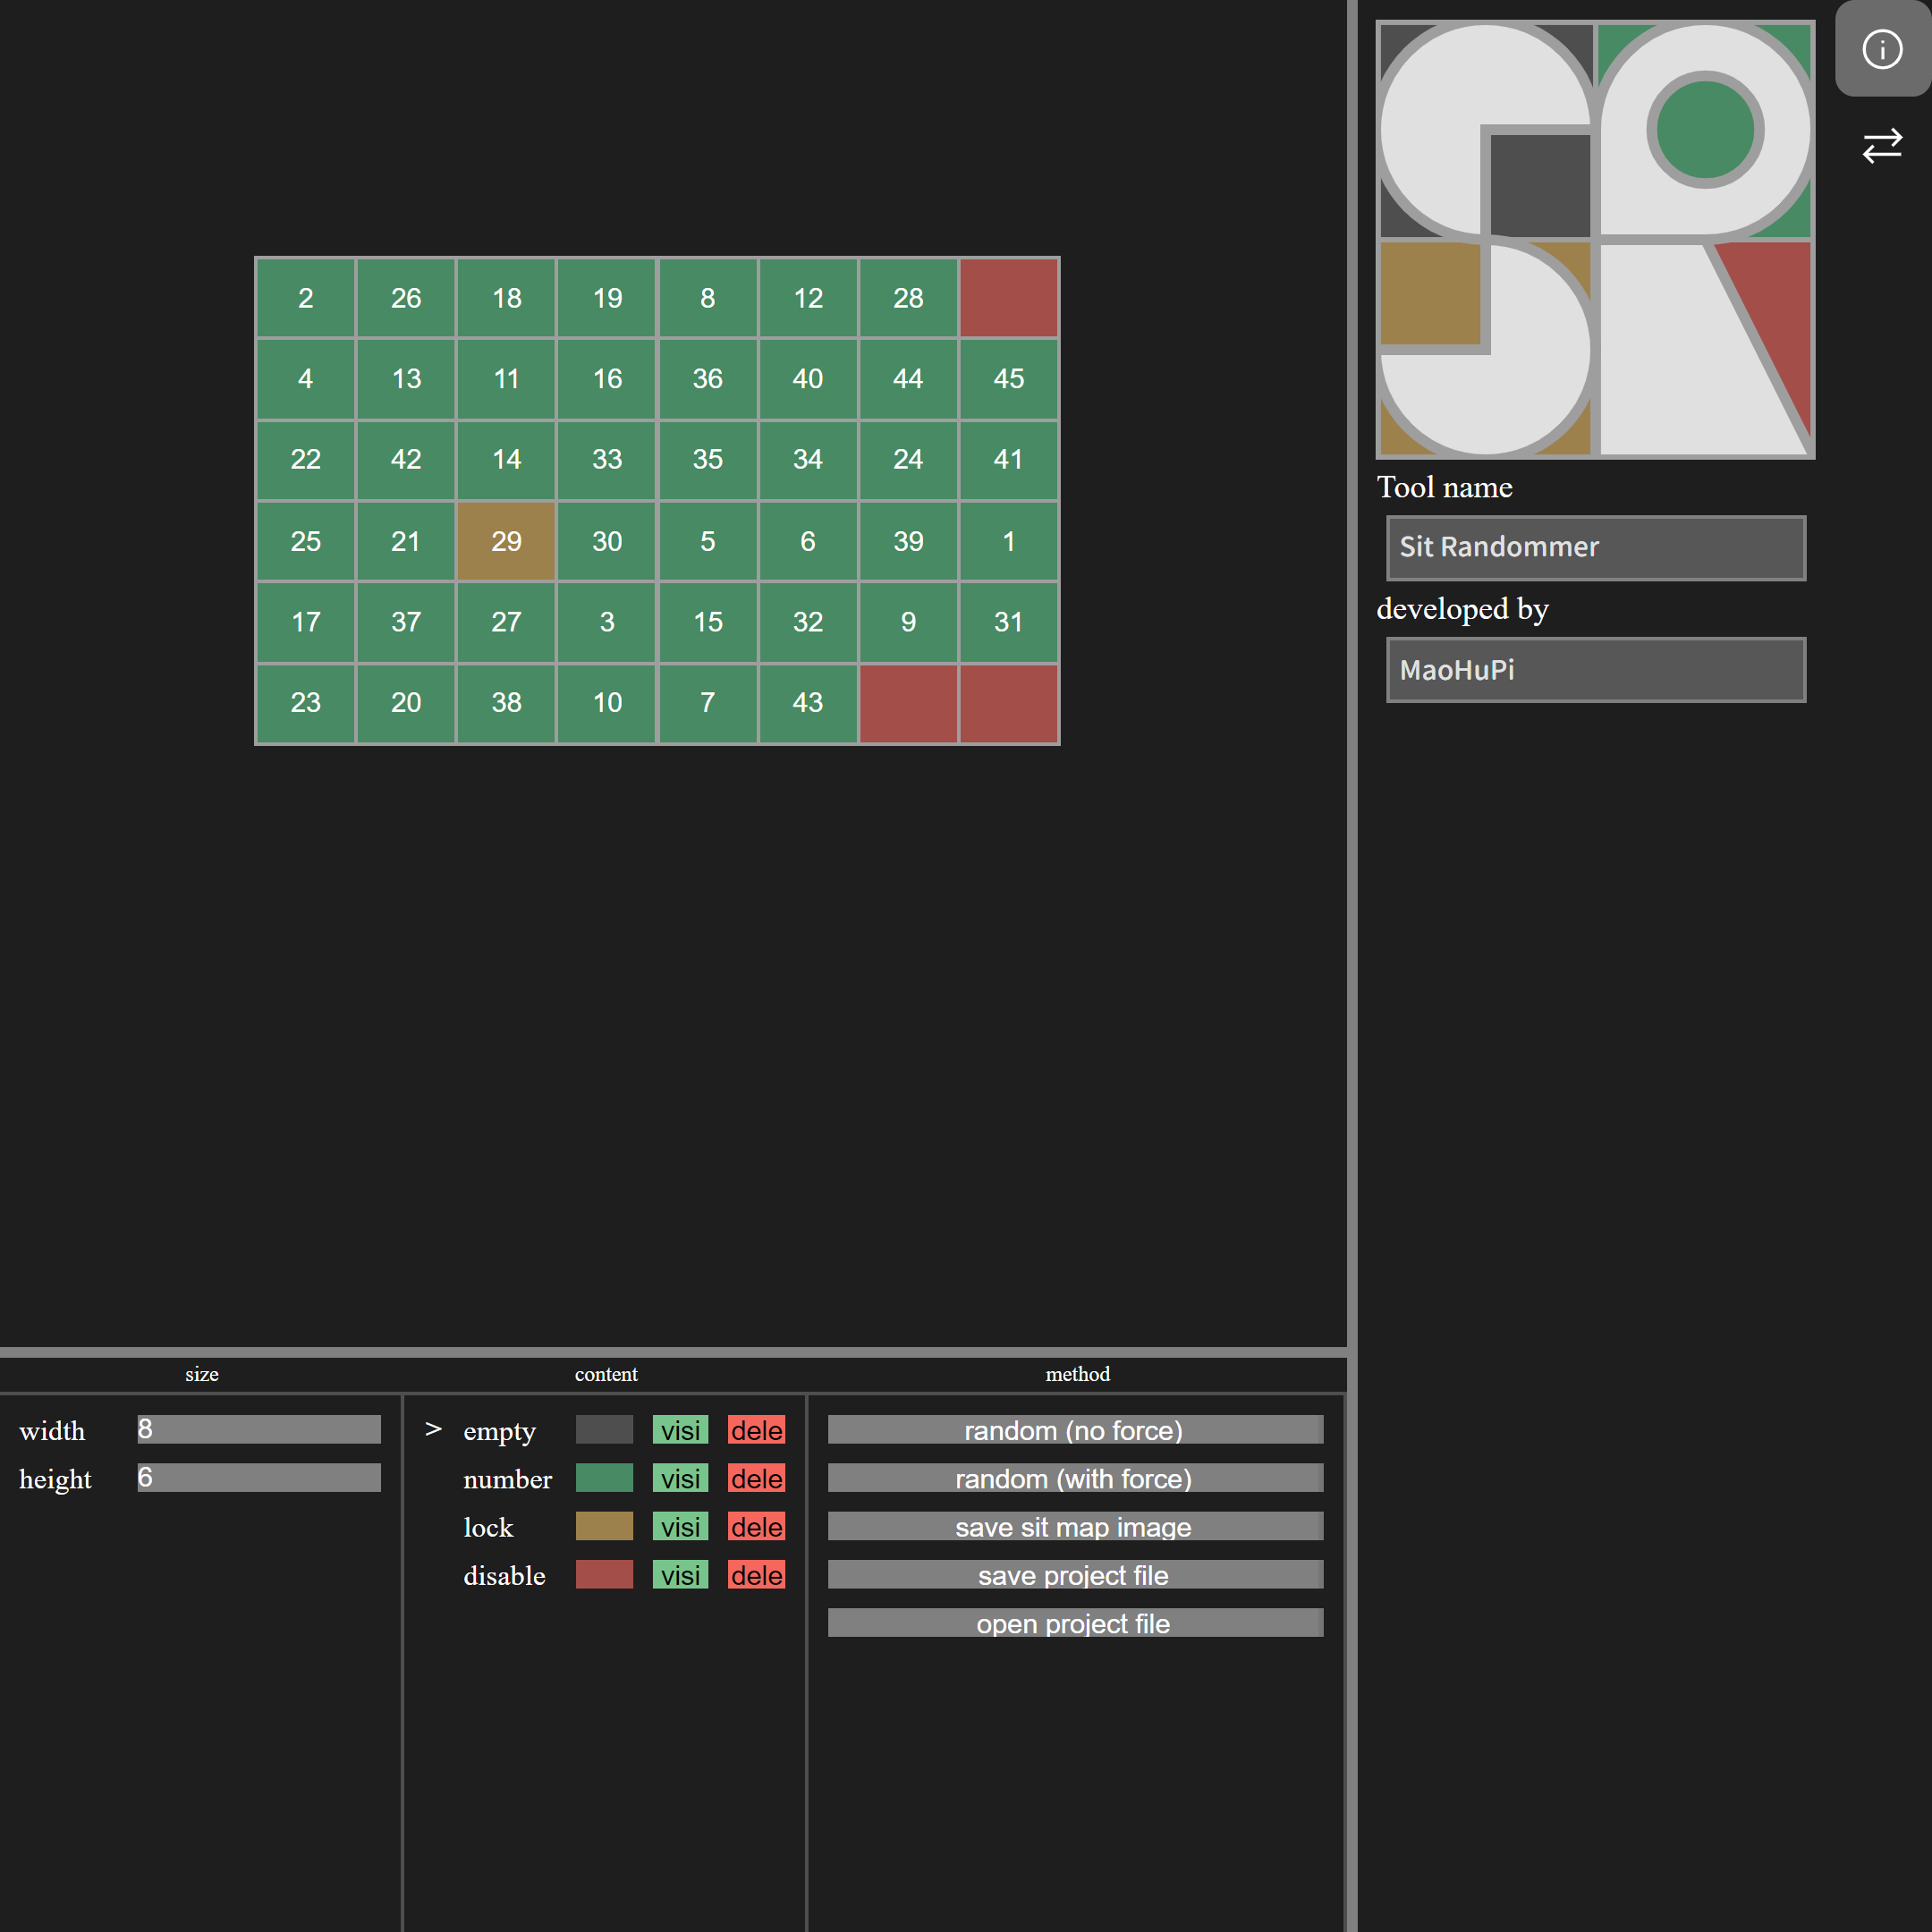 2 26 18 19 8 12 28
4 13 11 16 36 40 44 45
22 42 14 33 35 34 24 41
25 21 29 30 5 6 39 1
17 37 27 3 15 32 9 31
23 20 38 10 7 43
Tool name
Sit Randommer
developed by
MaoHuPi
size
width 8
height 6
content
> empty visi dele
number visi dele
lock visi dele
disable visi dele
method
random (no force)
random (with force)
save sit map image
save project file
open project file